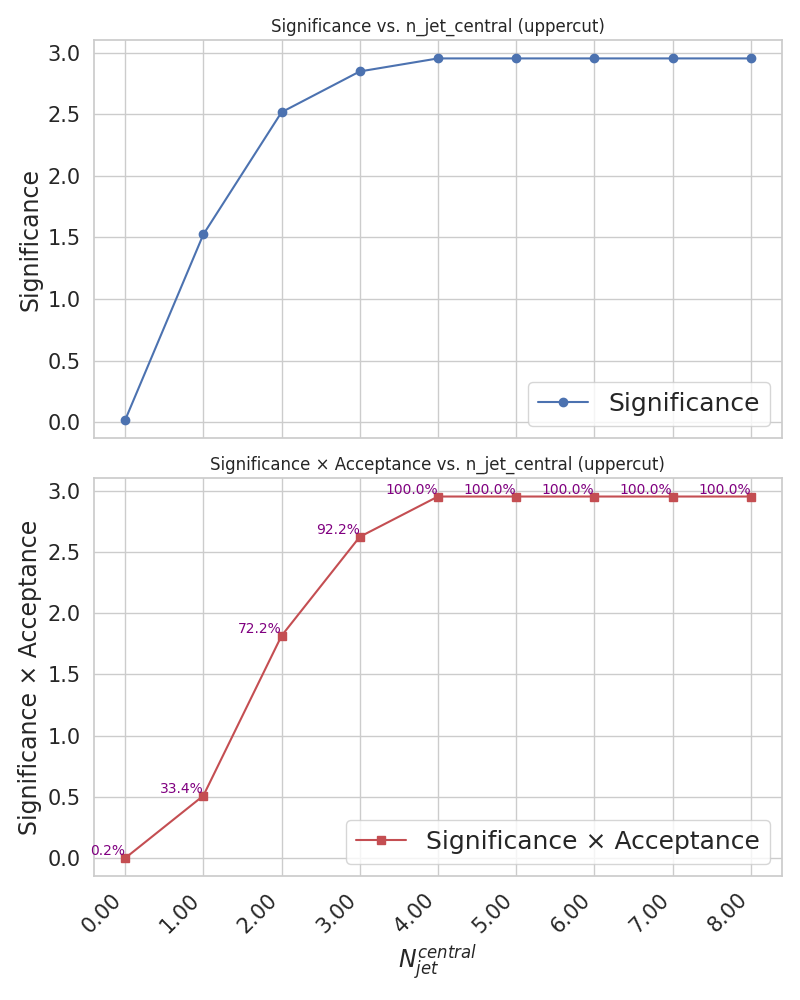 Significance vs. n_jet_central (uppercut)
3.0
2.5
2.0
1.5
1.0
0.5
0.0
Significance
Significance
Significance × Acceptance vs. n_jet_central (uppercut)
3.0
2.5
2.0
1.5
1.0
0.5
0.0
Significance × Acceptance
0.2%
33.4%
72.2%
92.2%
100.0%
100.0%
100.0%
100.0%
100.0%
Significance × Acceptance
0.00 1.00 2.00 3.00 4.00 5.00 6.00 7.00 8.00
$N_{jet}^{central}$